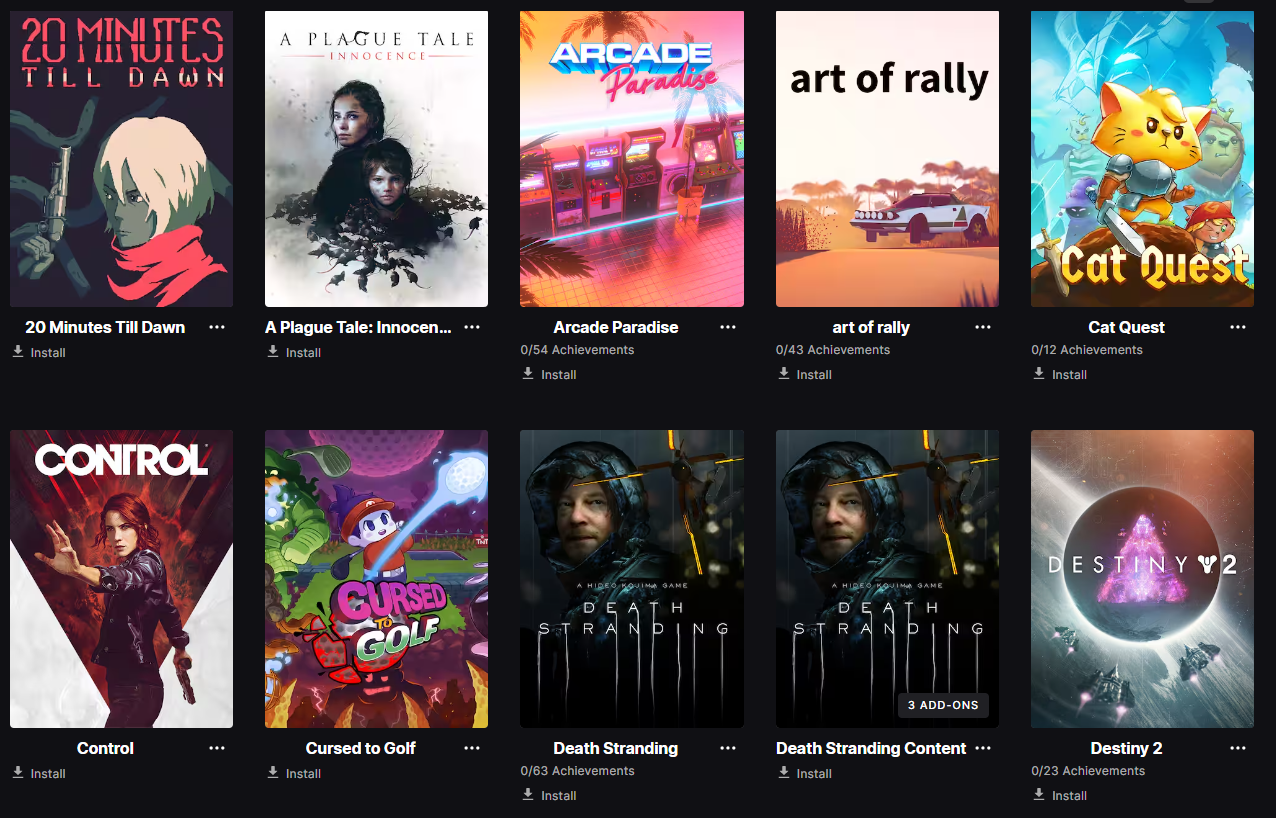 20 MINUTES
TILL DAWN
A PLAGUE TALE
INNOCENCE
ARCADE
Paradise
art of rally
Cat Quest
20 Minutes Till Dawn
A Plague Tale: Innocen...
Arcade Paradise
art of rally
Cat Quest
Install
Install
0/54 Achievements
0/43 Achievements
0/12 Achievements
Install
Install
Install
CONTROL
CURSED
TO
GOLF
A HIDEO KOJIMA GAME
DEATH
STRANDING
A HIDEO KOJIMA GAME
DEATH
STRANDING
3 ADD-ONS
DESTINY 2
Control
Cursed to Golf
Death Stranding
Death Stranding Content
Destiny 2
Install
Install
0/63 Achievements
Install
0/23 Achievements
Install
Install